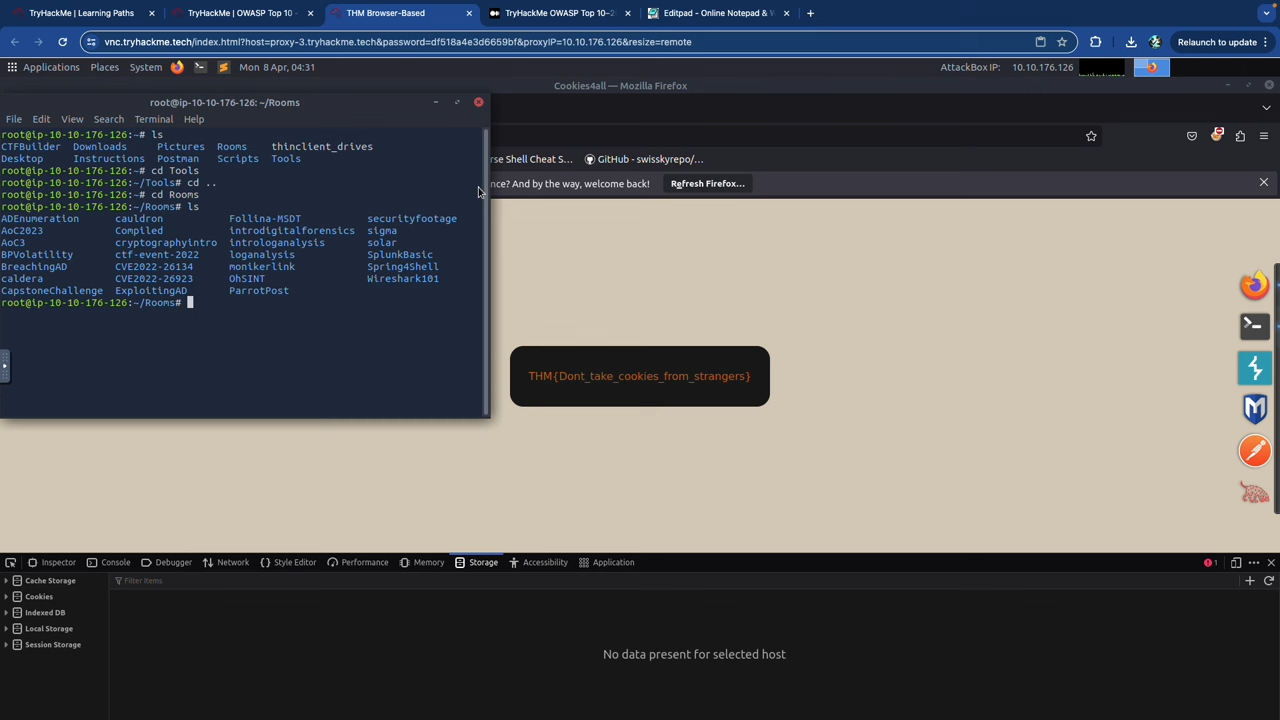 TryHackMe | Learning Paths
TryHackMe | OWASP Top 10 -
THM Browser-Based
TryHackMe OWASP Top 10–2
Editpad - Online Notepad & W
vnc.tryhackme.tech/index.html?host=proxy-3.tryhackme.tech&password=df518a4e3d6659bf&proxyIP=10.10.176.126&resize=remote
Relaunch to update
Applications Places System
Mon 8 Apr, 04:31
AttackBox IP: 10.10.176.126
Cookies4all — Mozilla Firefox
root@ip-10-10-176-126: ~/Rooms
File Edit View Search Terminal Help
root@ip-10-10-176-126:~# ls
CTFBuilder Downloads Pictures Rooms thinclient_drives
Desktop Instructions Postman Scripts Tools
root@ip-10-10-176-126:~# cd Tools
root@ip-10-10-176-126:~/Tools# cd ..
root@ip-10-10-176-126:~# cd Rooms
root@ip-10-10-176-126:~/Rooms# ls
ADEnumeration cauldron Follina-MSDT securityfootage
AoC2023 Compiled introdigitalforensics sigma
AoC3 cryptographyintro introloganalysis solar
BPVolatility ctf-event-2022 loganalysis SplunkBasic
BreachingAD CVE2022-26134 monikerlink Spring4Shell
caldera CVE2022-26923 OhSINT Wireshark101
CapstoneChallenge ExploitingAD ParrotPost
root@ip-10-10-176-126:~/Rooms#
rse Shell Cheat S... GitHub - swisskyrepo/...
nce? And by the way, welcome back! Refresh Firefox...
THM{Dont_take_cookies_from_strangers}
Inspector Console Debugger Network Style Editor Performance Memory Storage Accessibility Application 1
Cache Storage
Filter Items
Cookies
Indexed DB
Local Storage
Session Storage
No data present for selected host